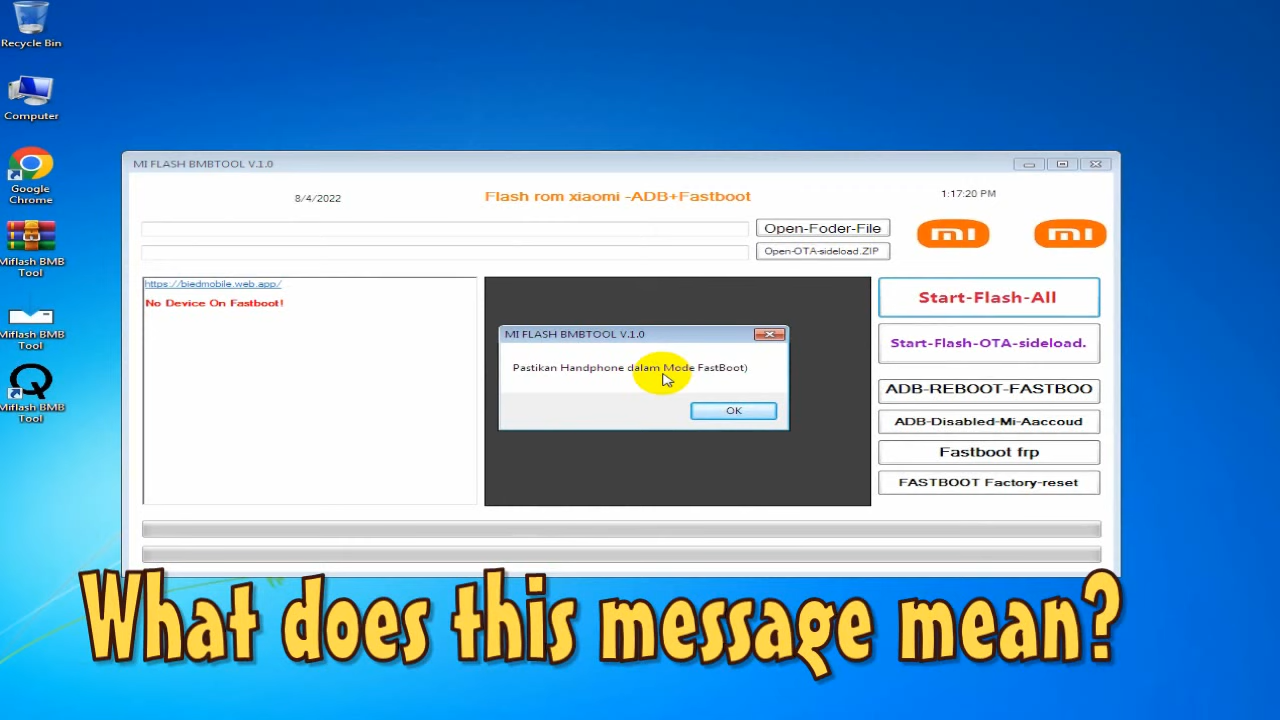 Recycle Bin
Computer
Google
Chrome
Miflash BMB
Tool
Miflash BMB
Tool
Miflash BMB
Tool
MI FLASH BMBTOOL V.1.0
8/4/2022
Flash rom xiaomi -ADB+Fastboot
1:17:20 PM
Open-Foder-File
Open-OTA-sideload.ZIP
mi
mi
https://biedmobile.web.app/
No Device On Fastboot!
MI FLASH BMBTOOL V.1.0
Pastikan Handphone dalam Mode FastBoot)
OK
Start-Flash-All
Start-Flash-OTA-sideload.
ADB-REBOOT-FASTBOO
ADB-Disabled-Mi-Aaccoud
Fastboot frp
FASTBOOT Factory-reset
What does this message mean?